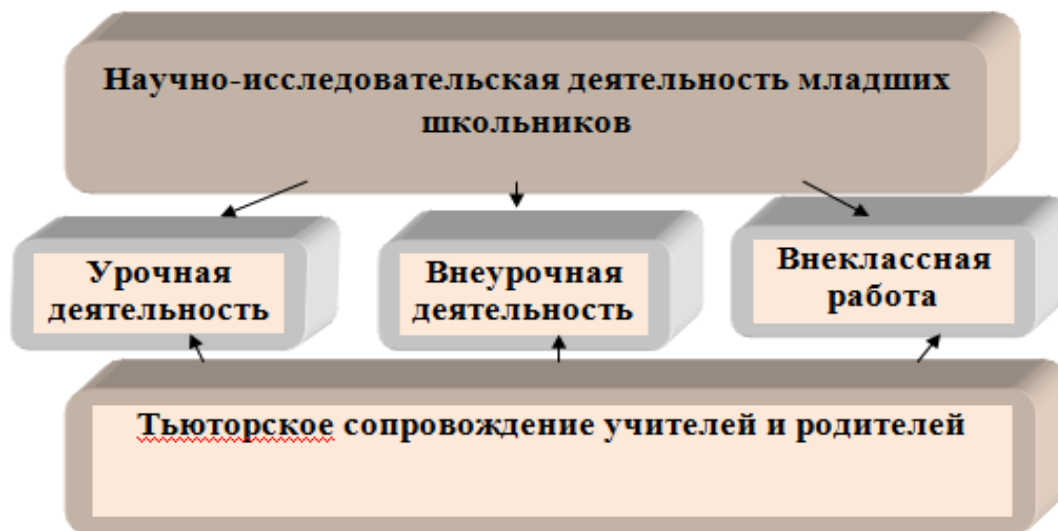 Научно-исследовательская деятельность младших
школьников
Урочная
деятельность
Внеурочная
деятельность
Внеклассная
работа
Тьюторское сопровождение учителей и родителей